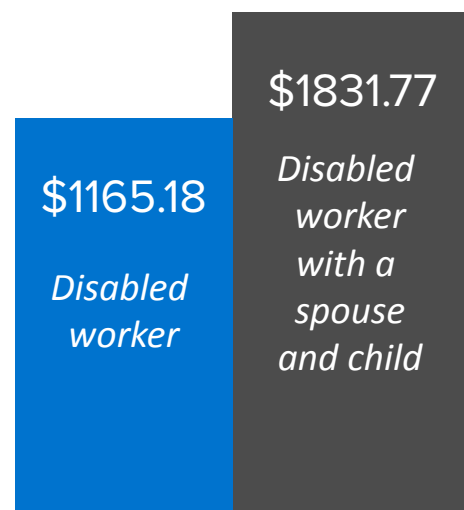 $1165.18
Disabled
worker
$1831.77
Disabled
worker
with a
spouse
and child